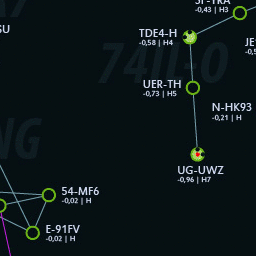 -0,43 | H3
TDE4-H
-0,58 | H4
UER-TH
-0,73 | H5
N-HK93
-0,21 | H
UG-UWZ
-0,96 | H7
54-MF6
-0,02 | H
E-91FV
-0,02 | H